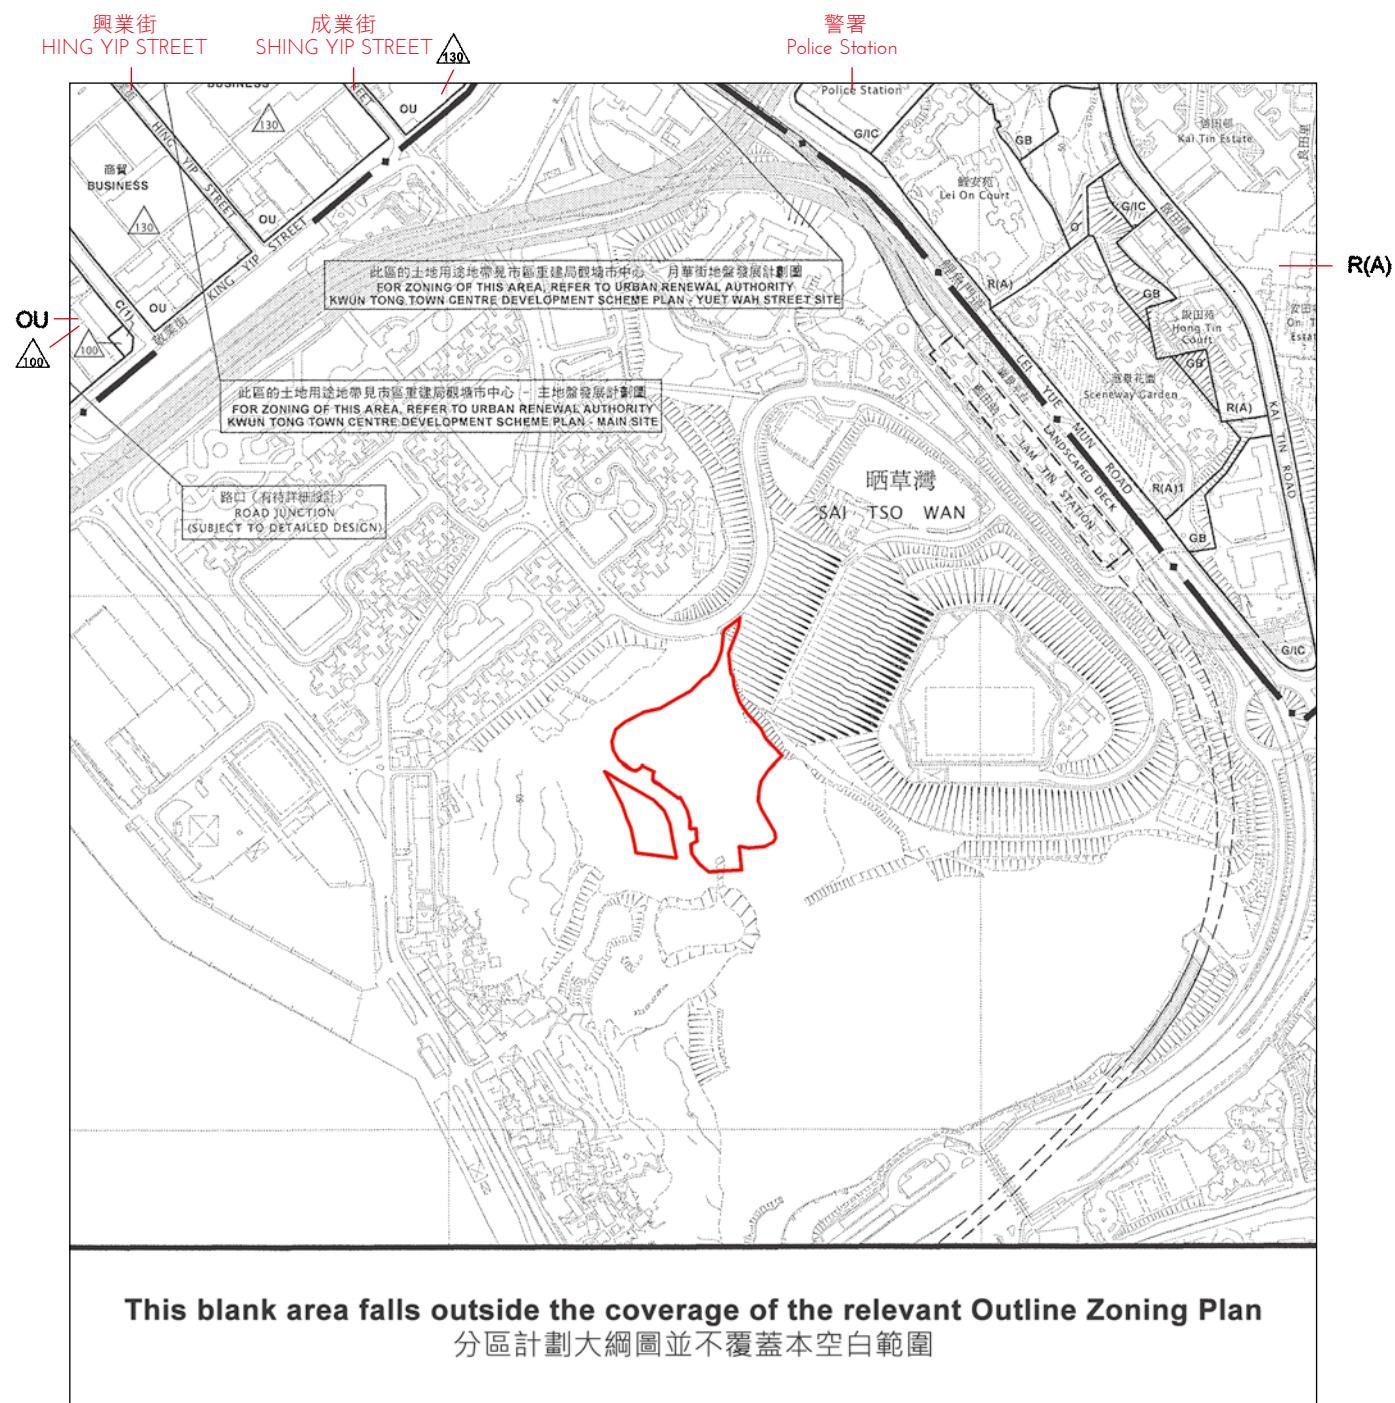 興業街
HING YIP STREET
成業街
SHING YIP STREET
130
警署
Police Station
BUSINESS
130
OU
Police Station
G/IC
GB
啓田邨
Kai Tin Estate
HING YIP STREET
商貿
BUSINESS
130
OU
鯉安苑
Lei On Court
G/IC
啟田道
KING YIP STREET
R(A)
R(A)
OU
100
C(1)
OU
100
GB
啟田苑
Hong Tin
Court
GB
此區的土地用途地帶見市區重建局觀塘市中心 — 月華街地盤發展計劃圖
FOR ZONING OF THIS AREA, REFER TO URBAN RENEWAL AUTHORITY
KWUN TONG TOWN CENTRE DEVELOPMENT SCHEME PLAN - YUET WAH STREET SITE
LEI YUE MUN ROAD
匯景花園
Sceneway Garden
R(A)
KAI TIN ROAD
此區的土地用途地帶見市區重建局觀塘市中心 — 主地盤發展計劃圖
FOR ZONING OF THIS AREA, REFER TO URBAN RENEWAL AUTHORITY
KWUN TONG TOWN CENTRE DEVELOPMENT SCHEME PLAN - MAIN SITE
LANDSCAPED DECK
LAM TIN STATION
R(A)1
GB
路口（有待詳細設計）
ROAD JUNCTION
(SUBJECT TO DETAILED DESIGN)
晒草灣
SAI TSO WAN
G/IC
50
This blank area falls outside the coverage of the relevant Outline Zoning Plan
分區計劃大綱圖並不覆蓋本空白範圍